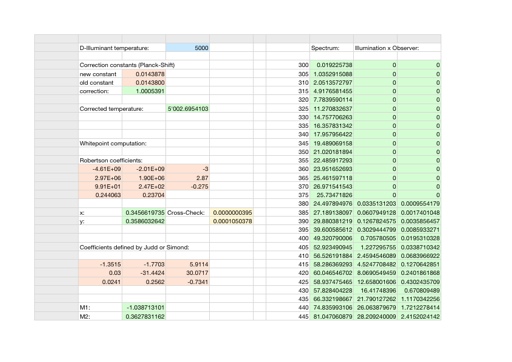 D-Illuminant temperature: 5000 Spectrum: Illumination x Observer:
Correction constants (Planck-Shift) 300 0.019225738 0 0
new constant 0.0143878 305 1.0352915088 0 0
old constant 0.0143800 310 2.0513572797 0 0
correction: 1.0005391 315 4.9176581455 0 0
320 7.7839590114 0 0
Corrected temperature: 5'002.6954103 325 11.270832637 0 0
330 14.757706263 0 0
335 16.357831342 0 0
340 17.957956422 0 0
Whitepoint computation: 345 19.489069158 0 0
350 21.020181894 0 0
Robertson coefficients: 355 22.485917293 0 0
-4.61E+09 -2.01E+09 -3 360 23.951652693 0 0
2.97E+06 1.90E+06 2.87 365 25.461597118 0 0
9.91E+01 2.47E+02 -0.275 370 26.971541543 0 0
0.244063 0.23704 375 25.73471826 0 0
380 24.497894976 0.0335131203 0.0009554179
x: 0.3456619735 Cross-Check: 0.0000000395 385 27.189138097 0.0607949128 0.0017401048
y: 0.3586032642 0.0001050378 390 29.880381219 0.1267824575 0.0035856457
395 39.600585612 0.3029444799 0.0085933271
400 49.320790006 0.705780505 0.0195310328
Coefficients defined by Judd or Simond: 405 52.923490945 1.227295755 0.0338710342
410 56.526191884 2.4594546089 0.0677083968
-1.3515 -1.7703 5.9114 415 58.286369293 4.5247708482 0.1270642851
0.03 -31.4424 30.0717 420 60.046546702 8.0690509459 0.2401861868
0.0241 0.2562 -0.7341 425 58.937475465 12.658001606 0.4302435709
430 57.828404228 16.41748396 0.670809489
435 66.332198667 21.790127262 1.1170342256
M1: -1.038713101 440 74.835993106 26.063879679 1.7212278414
M2: 0.3627831162 445 81.047060879 28.209240009 2.4152024142